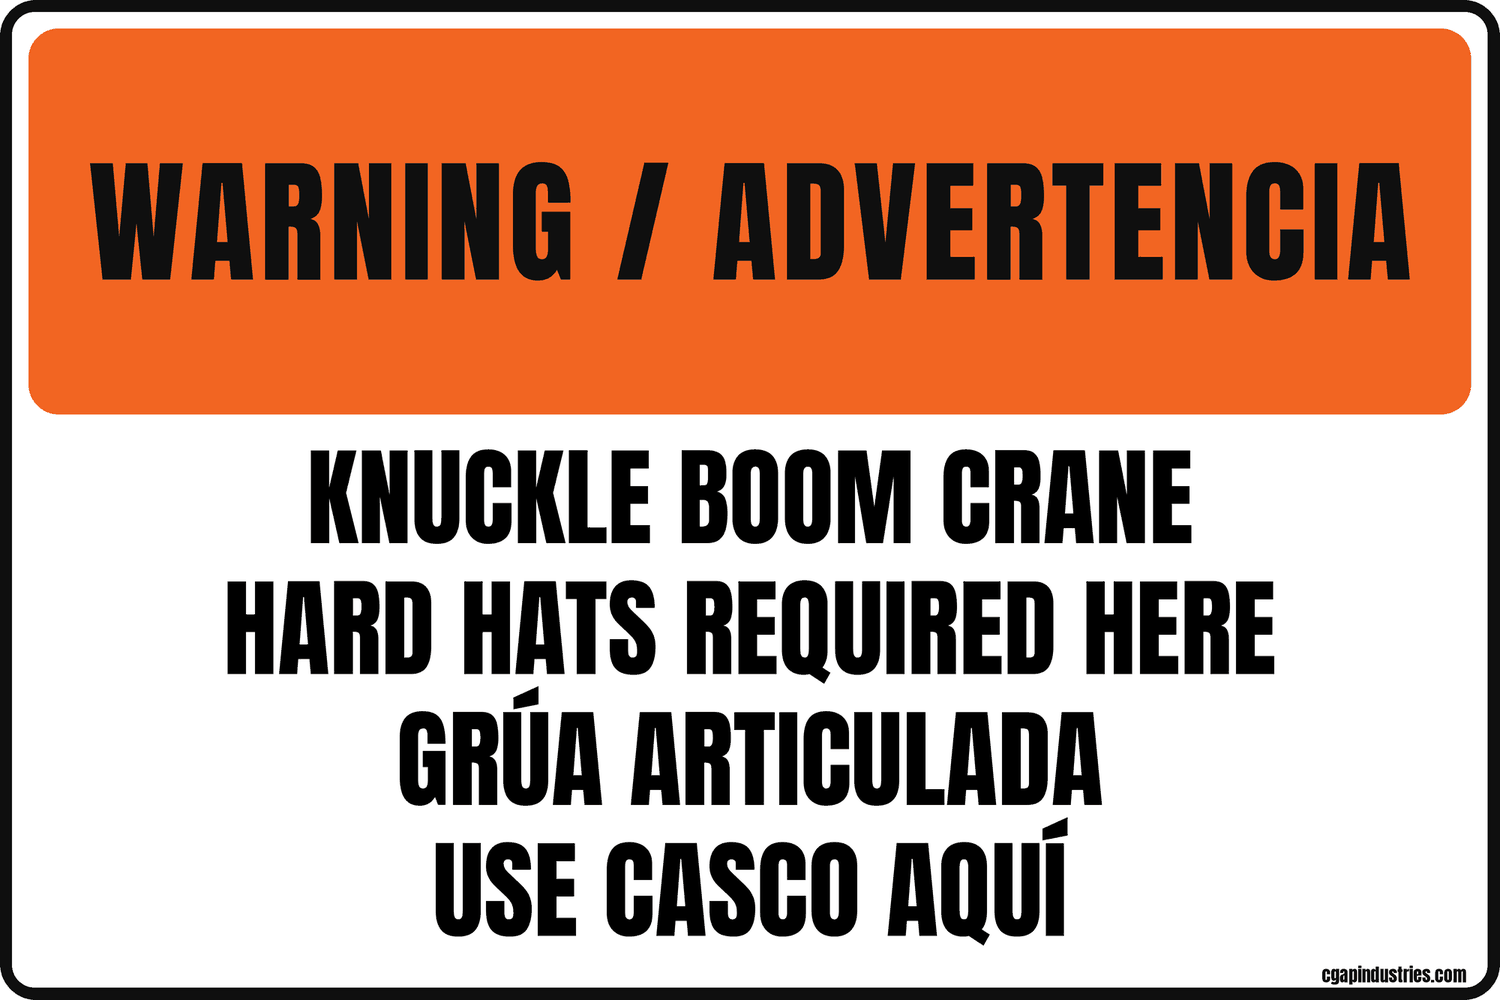 WARNING / ADVERTENCIA
KNUCKLE BOOM CRANE
HARD HATS REQUIRED HERE
GRÚA ARTICULADA
USE CASCO AQUÍ
cgapindustries.com